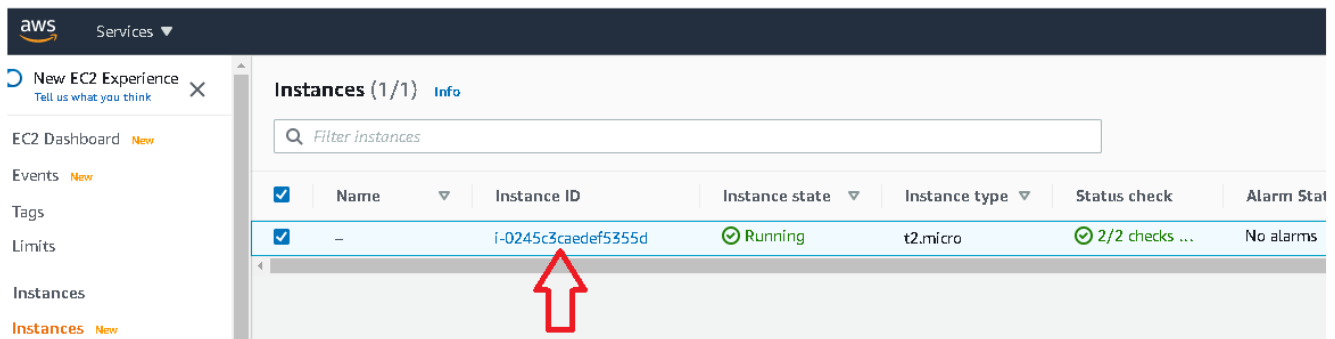 aws Services ▼
New EC2 Experience
Tell us what you think
EC2 Dashboard New
Events New
Tags
Limits
Instances
Instances New
Instances (1/1) Info
Filter instances
Name Instance ID Instance state Instance type Status check Alarm Stat
– i-0245c3caedef5355d Running t2.micro 2/2 checks ... No alarms